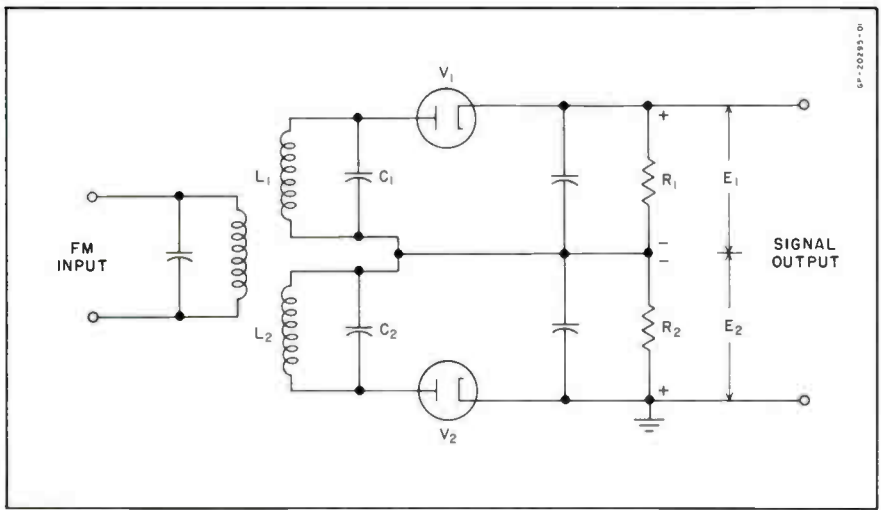 GP-20295-01
V1
L1
C1
R1
E1
+
−
FM
INPUT
SIGNAL
OUTPUT
−
L2
C2
R2
E2
+
V2